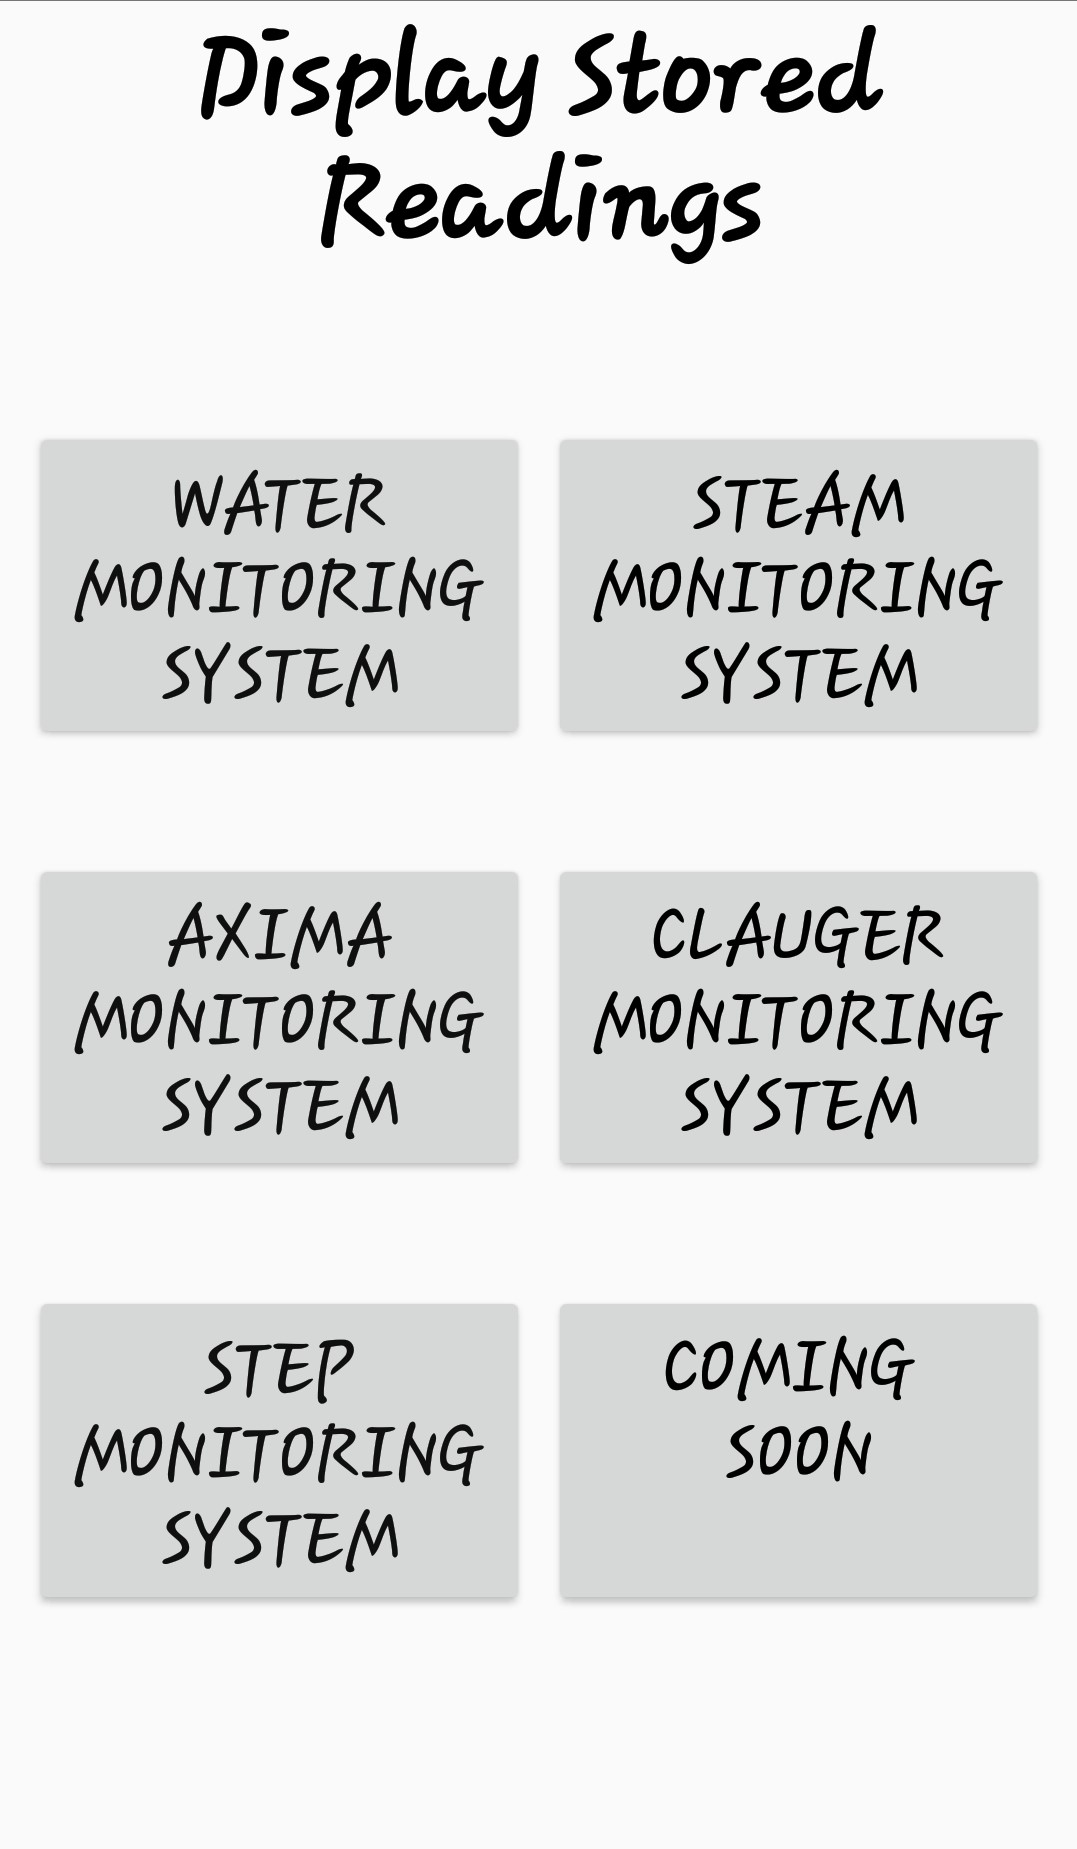 Display Stored
Readings
WATER
MONITORING
SYSTEM
STEAM
MONITORING
SYSTEM
AXIMA
MONITORING
SYSTEM
CLAUGER
MONITORING
SYSTEM
STEP
MONITORING
SYSTEM
COMING
SOON